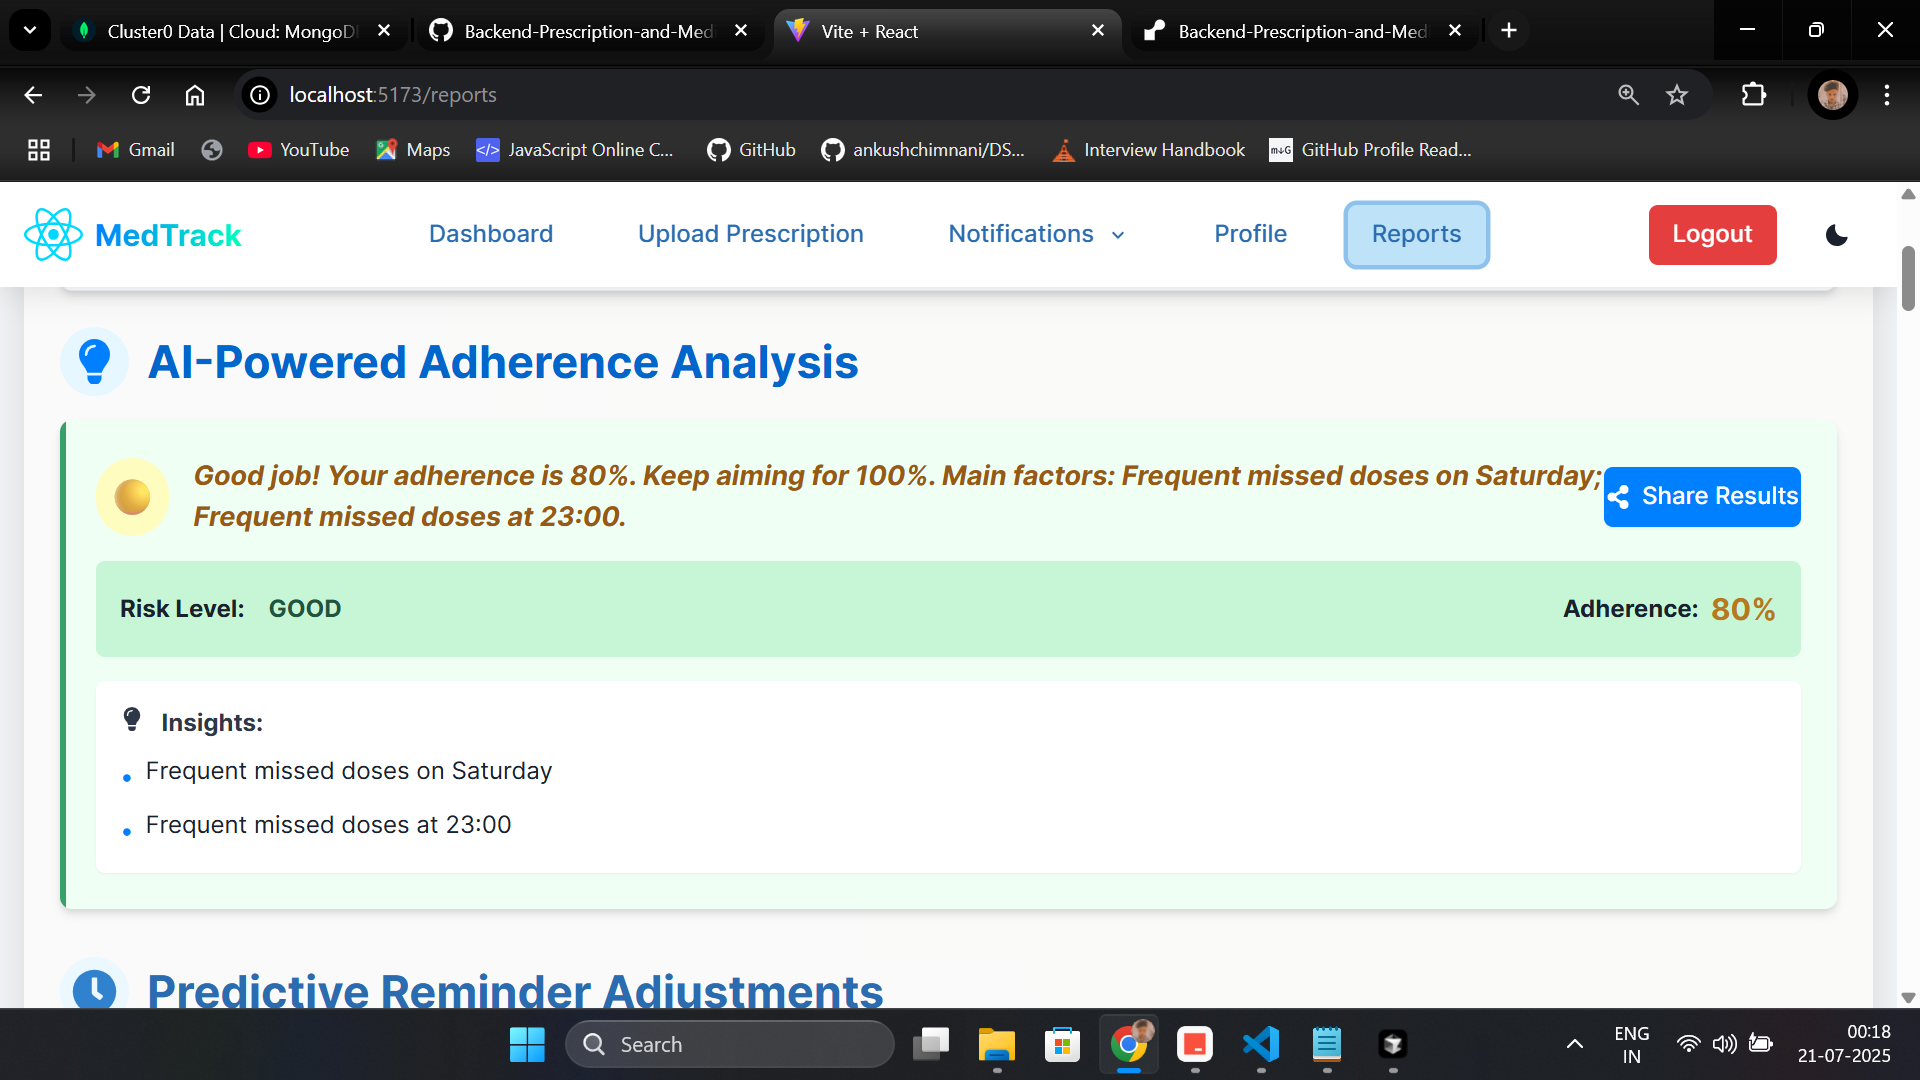 Cluster0 Data | Cloud: MongoD
Backend-Prescription-and-Med
Vite + React
Backend-Prescription-and-Med
localhost:5173/reports
Gmail
YouTube
Maps
</> JavaScript Online C...
GitHub
ankushchimnani/DS...
Interview Handbook
M↓G GitHub Profile Read...
MedTrack
Dashboard
Upload Prescription
Notifications
Profile
Reports
Logout
AI-Powered Adherence Analysis
Good job! Your adherence is 80%. Keep aiming for 100%. Main factors: Frequent missed doses on Saturday;
Frequent missed doses at 23:00.
Share Results
Risk Level: GOOD
Adherence: 80%
Insights:
Frequent missed doses on Saturday
Frequent missed doses at 23:00
Predictive Reminder Adjustments
Search
ENG
IN
00:18
21-07-2025